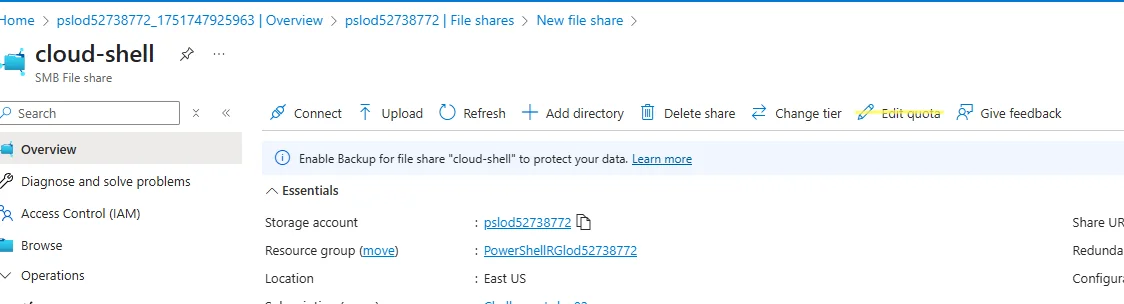 Home > pslod52738772_1751747925963 | Overview > pslod52738772 | File shares > New file share >
cloud-shell
SMB File share
Search
Connect Upload Refresh Add directory Delete share Change tier Edit quota Give feedback
Overview
Enable Backup for file share "cloud-shell" to protect your data. Learn more
Diagnose and solve problems
Essentials
Access Control (IAM)
Storage account : pslod52738772 Share UR
Browse
Resource group (move) : PowerShellRGlod52738772 Redunda
Operations
Location : East US Configura